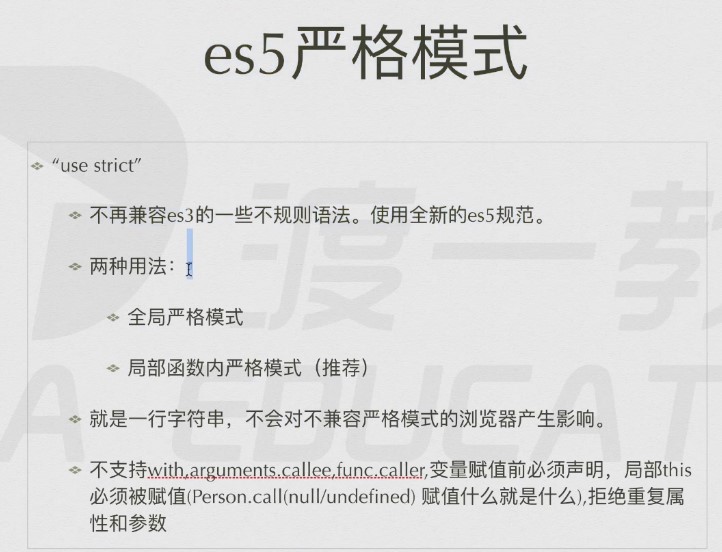 es5严格模式
“use strict”
不再兼容es3的一些不规则语法。使用全新的es5规范。
两种用法：
全局严格模式
局部函数内严格模式（推荐）
就是一行字符串，不会对不兼容严格模式的浏览器产生影响。
不支持with,arguments.callee,func.caller,变量赋值前必须声明，局部this
必须被赋值(Person.call(null/undefined) 赋值什么就是什么),拒绝重复属
性和参数
渡一教
A EDUCAT